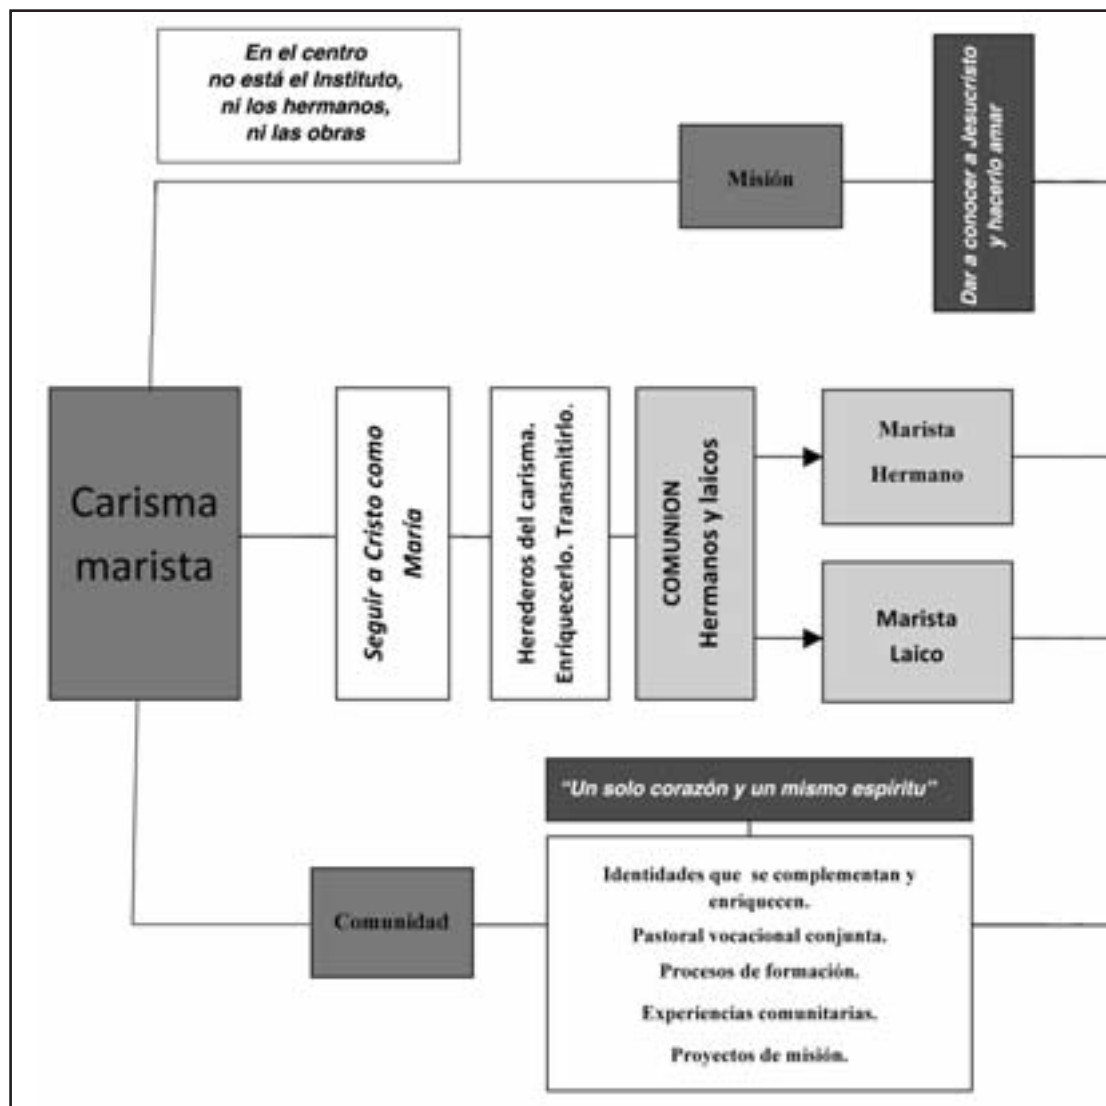 En el centro
no está el Instituto,
ni los hermanos,
ni las obras
Misión
Dar a conocer a Jesucristo
y hacerlo amar
Carisma
marista
Seguir a Cristo como
María
Herederos del carisma.
Enriquecerlo. Transmitirlo.
COMUNION
Hermanos y laicos
Marista
Hermano
Marista
Laico
“Un solo corazón y un mismo espíritu”
Comunidad
Identidades que se complementan y
enriquecen.
Pastoral vocacional conjunta.
Procesos de formación.
Experiencias comunitarias.
Proyectos de misión.